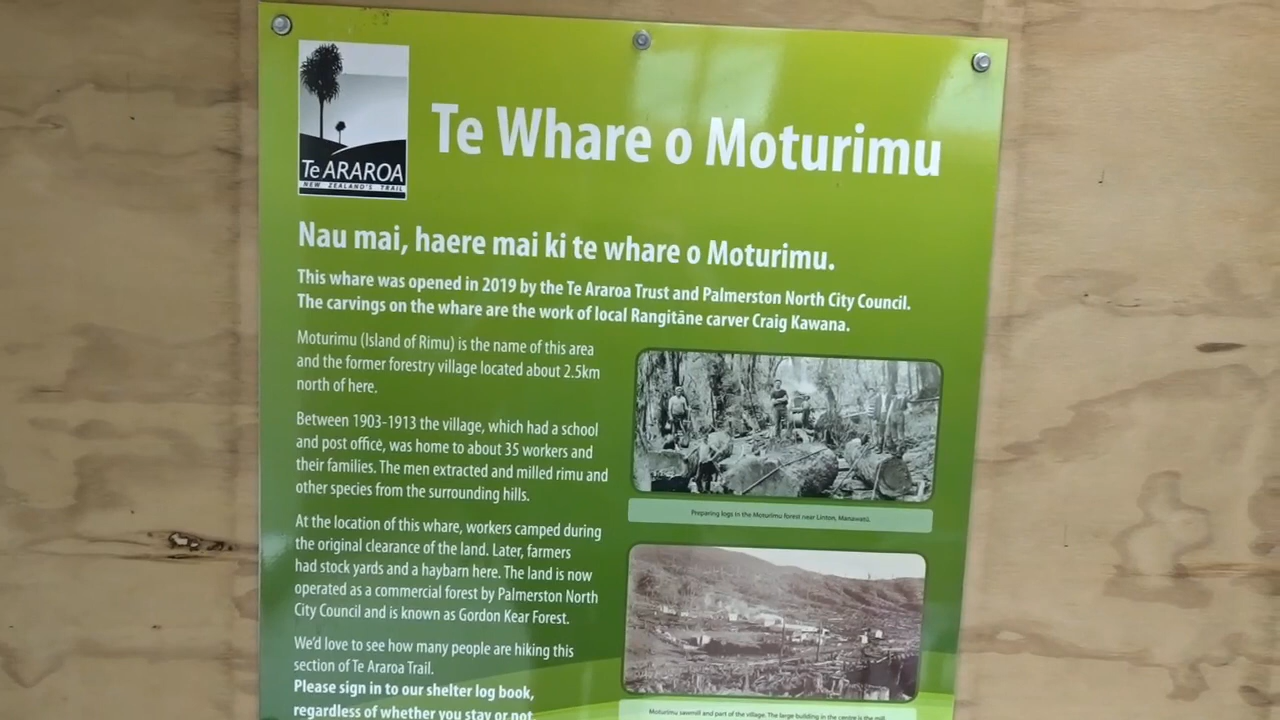 Te ARAROA
NEW ZEALAND'S TRAIL
Te Whare o Moturimu
Nau mai, haere mai ki te whare o Moturimu.
This whare was opened in 2019 by the Te Araroa Trust and Palmerston North City Council.
The carvings on the whare are the work of local Rangitāne carver Craig Kawana.
Moturimu (Island of Rimu) is the name of this area
and the former forestry village located about 2.5km
north of here.
Between 1903-1913 the village, which had a school
and post office, was home to about 35 workers and
their families. The men extracted and milled rimu and
other species from the surrounding hills.
At the location of this whare, workers camped during
the original clearance of the land. Later, farmers
had stock yards and a haybarn here. The land is now
operated as a commercial forest by Palmerston North
City Council and is known as Gordon Kear Forest.
We'd love to see how many people are hiking this
section of Te Araroa Trail.
Please sign in to our shelter log book,
regardless of whether you stay or not.
Preparing logs in the Moturimu forest near Linton, Manawatū.
Moturimu sawmill and part of the village. The large building in the centre is the mill